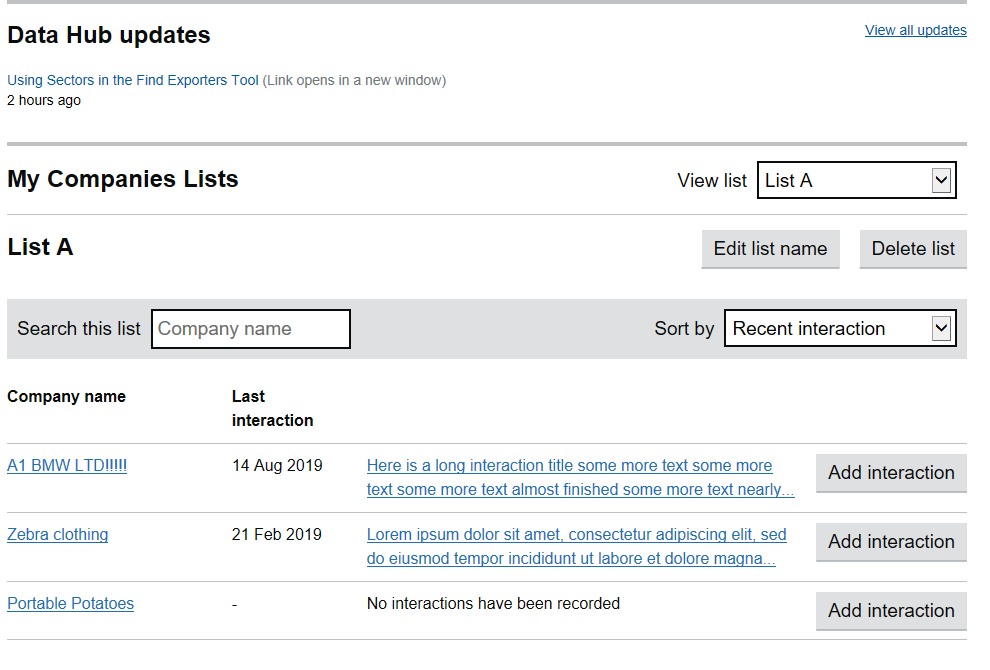 Data Hub updates
View all updates
Using Sectors in the Find Exporters Tool (Link opens in a new window)
2 hours ago
My Companies Lists
View list
List A
List A
Edit list name
Delete list
Search this list
Company name
Sort by
Recent interaction
Company name
Last
interaction
A1 BMW LTD!!!!!
14 Aug 2019
Here is a long interaction title some more text some more
text some more text almost finished some more text nearly...
Add interaction
Zebra clothing
21 Feb 2019
Lorem ipsum dolor sit amet, consectetur adipiscing elit, sed
do eiusmod tempor incididunt ut labore et dolore magna...
Add interaction
Portable Potatoes
-
No interactions have been recorded
Add interaction